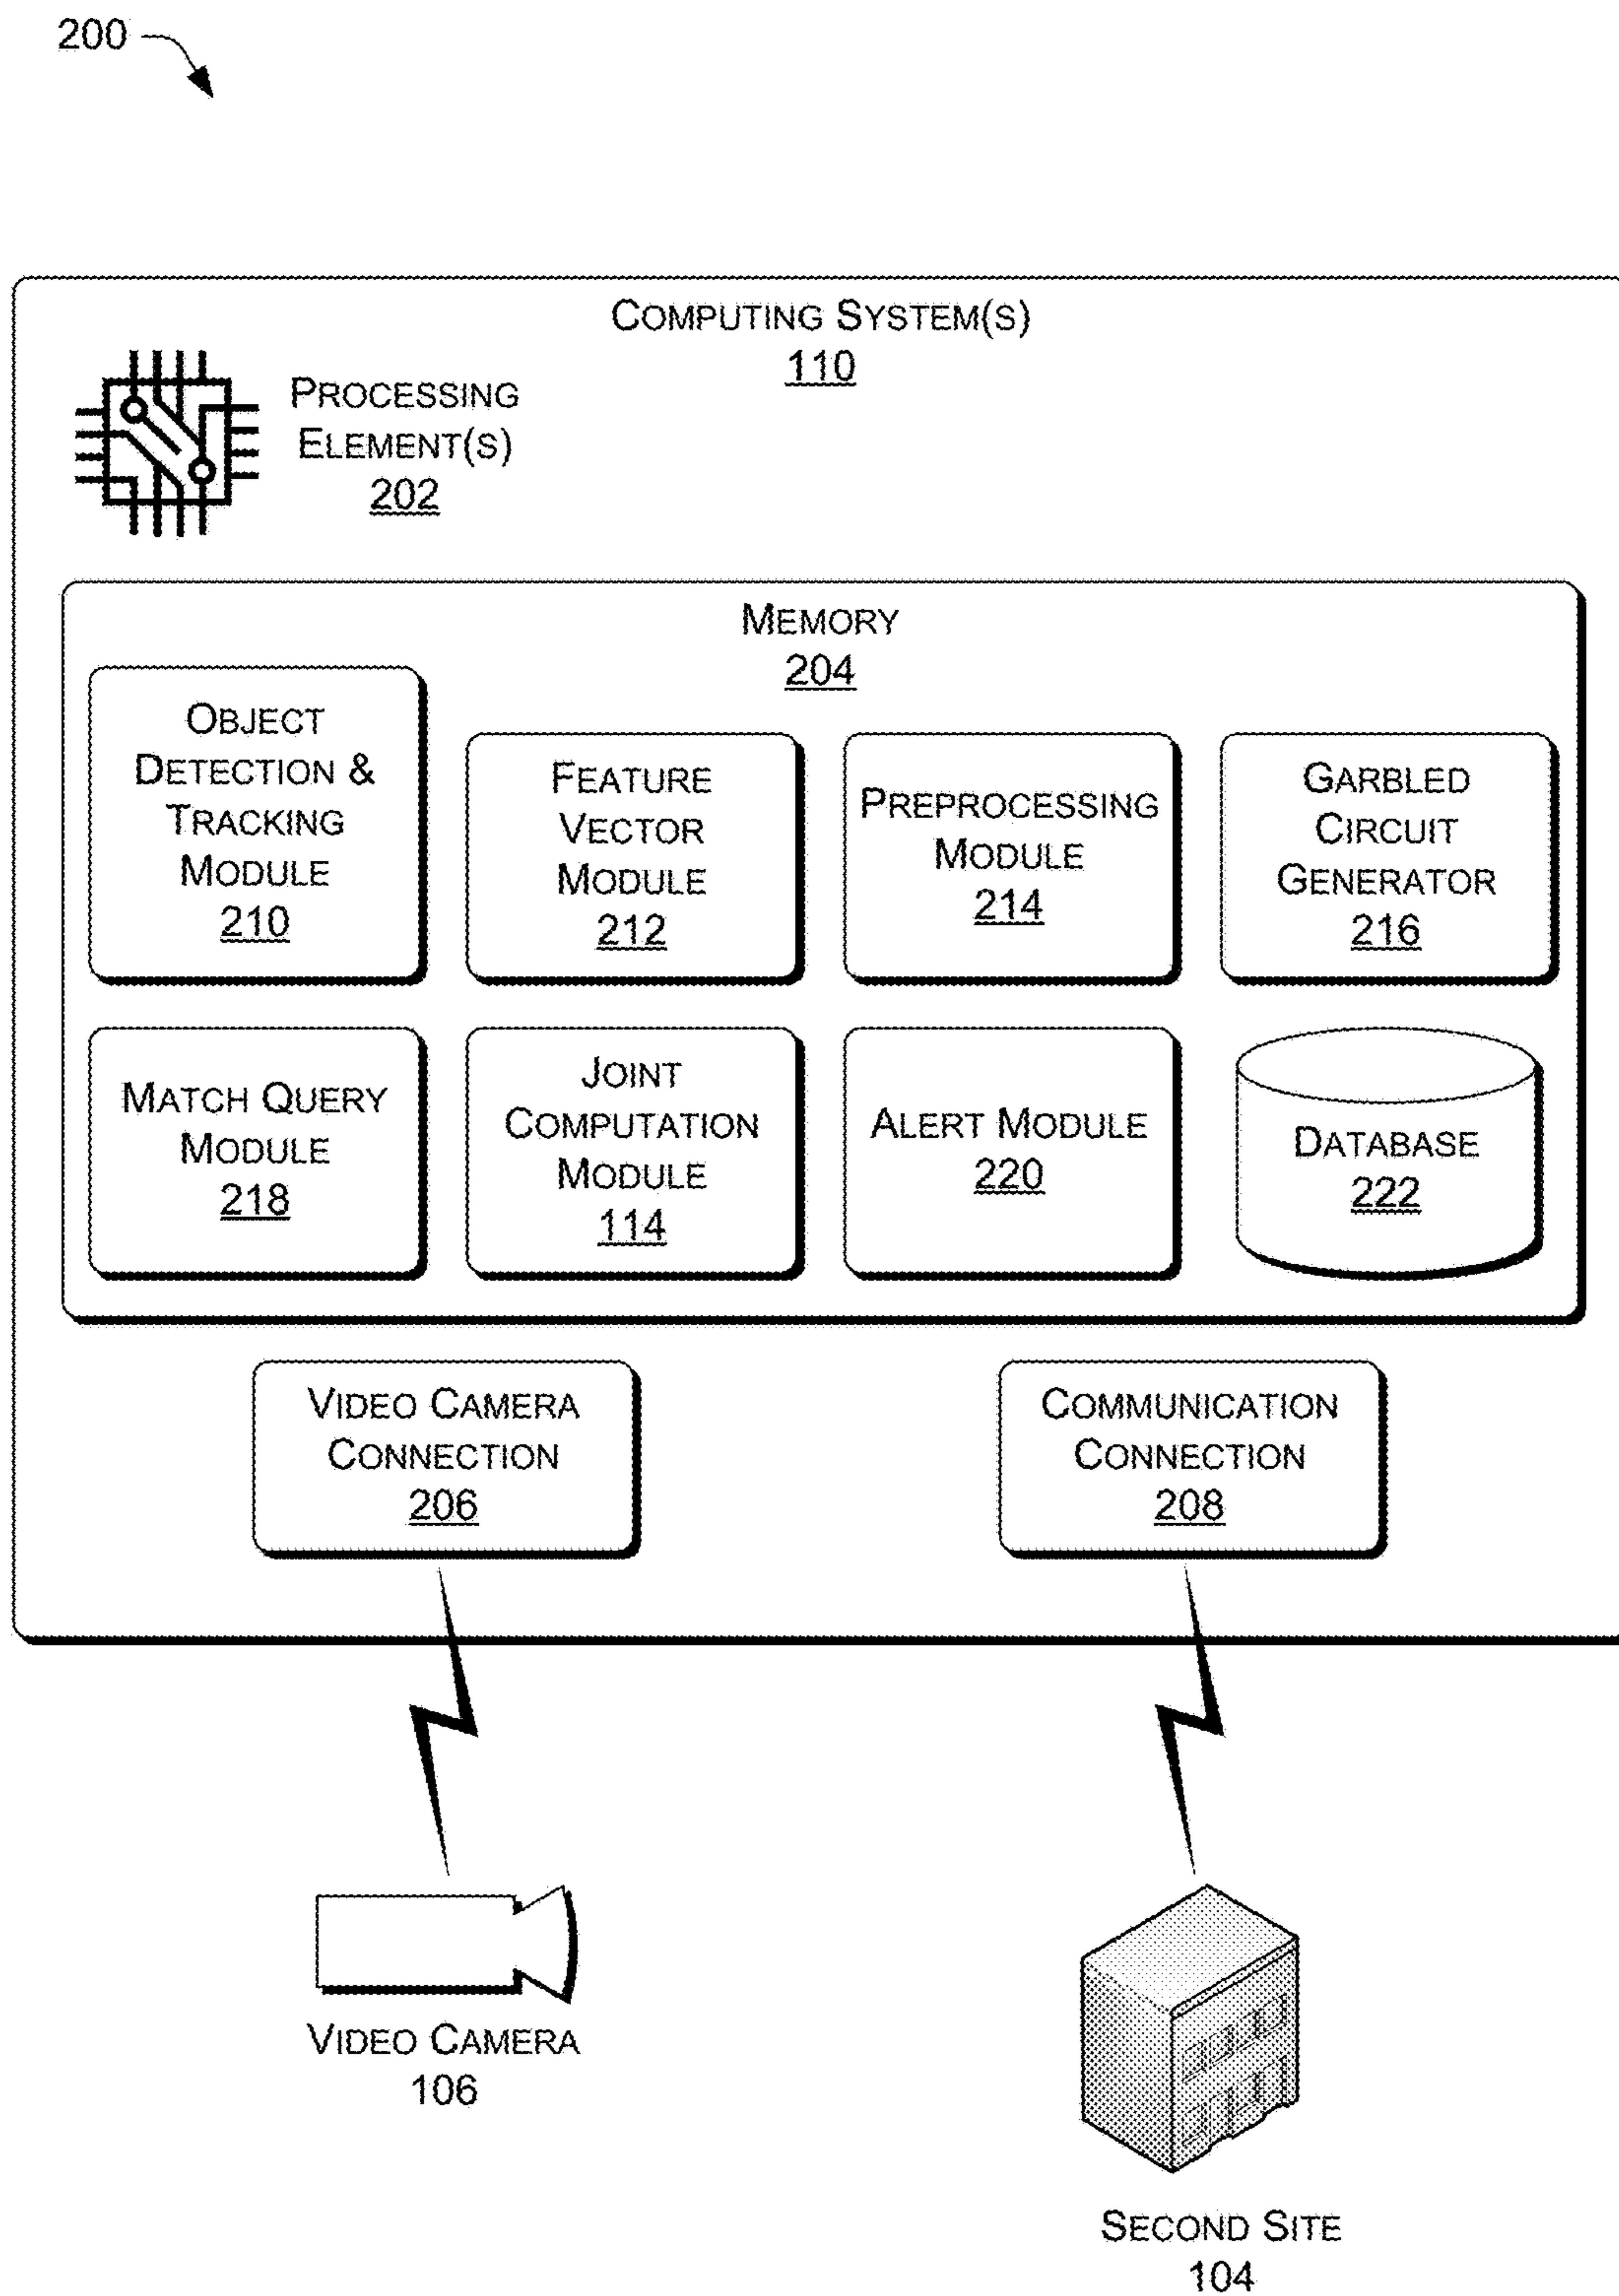 200
COMPUTING SYSTEM(S)
110
PROCESSING
ELEMENT(S)
202
MEMORY
204
OBJECT
DETECTION &
TRACKING
MODULE
210
FEATURE
VECTOR
MODULE
212
PREPROCESSING
MODULE
214
GARBLED
CIRCUIT
GENERATOR
216
MATCH QUERY
MODULE
218
JOINT
COMPUTATION
MODULE
114
ALERT MODULE
220
DATABASE
222
VIDEO CAMERA
CONNECTION
206
COMMUNICATION
CONNECTION
208
VIDEO CAMERA
106
SECOND SITE
104